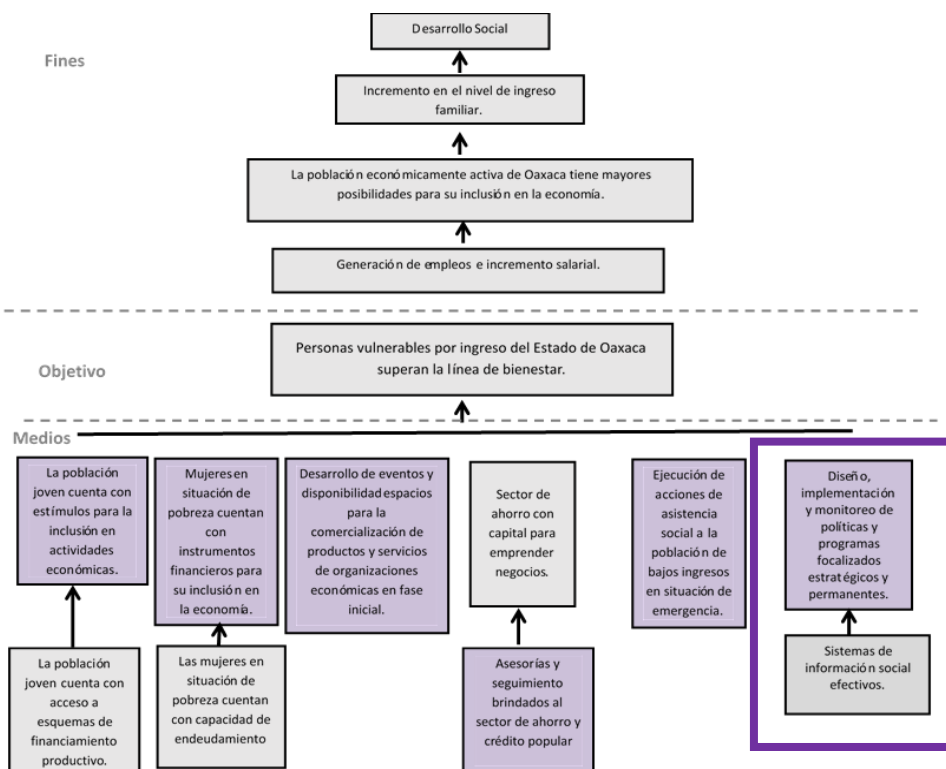 Fines
Desarrollo Social
Incremento en el nivel de ingreso
familiar.
La población económicamente activa de Oaxaca tiene mayores
posibilidades para su inclusión en la economía.
Generación de empleos e incremento salarial.
Objetivo
Personas vulnerables por ingreso del Estado de Oaxaca
superan la línea de bienestar.
Medios
La población
joven cuenta con
estímulos para la
inclusión en
actividades
económicas.
Mujeres en
situación de
pobreza cuentan
con
instrumentos
financieros para
su inclusión en
la economía.
Desarrollo de eventos y
disponibilidad espacios
para la
comercialización de
productos y servicios
de organizaciones
económicas en fase
inicial.
Sector de
ahorro con
capital para
emprender
negocios.
Ejecución de
acciones de
asistencia
social a la
población de
bajos ingresos
en situación de
emergencia.
Diseño,
implementación
y monitoreo de
políticas y
programas
focalizados
estratégicos y
permanentes.
La población
joven cuenta con
acceso a
esquemas de
financiamiento
productivo.
Las mujeres en
situación de
pobreza cuentan
con capacidad de
endeudamiento
Asesorías y
seguimiento
brindados al
sector de ahorro y
crédito popular
Sistemas de
información social
efectivos.